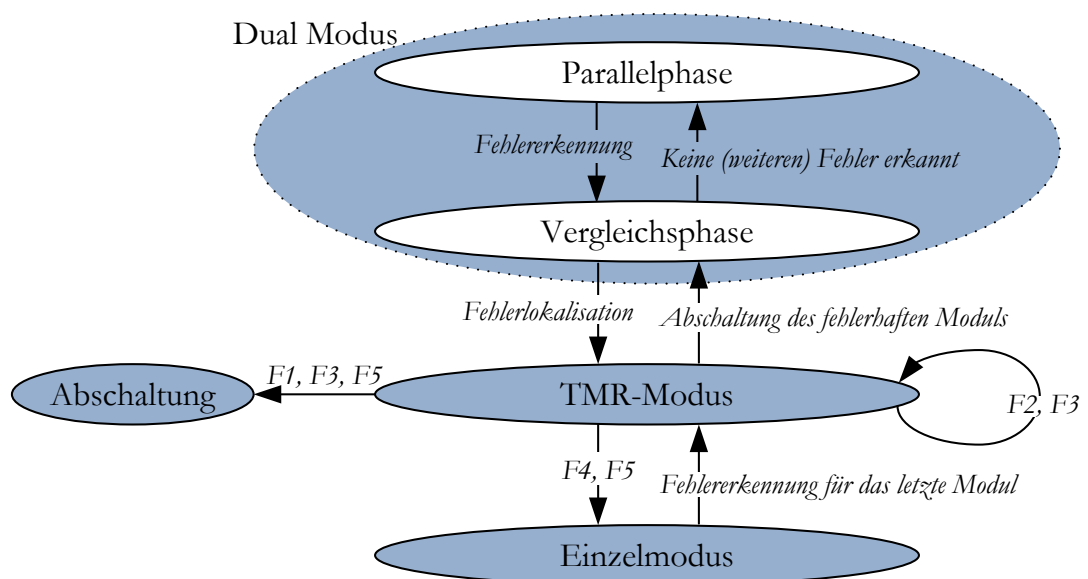 Dual Modus
Parallelphase
Fehlererkennung
Keine (weiteren) Fehler erkannt
Vergleichsphase
Fehlerlokalisation
Abschaltung des fehlerhaften Moduls
Abschaltung
F1, F3, F5
TMR-Modus
F2, F3
F4, F5
Fehlererkennung für das letzte Modul
Einzelmodus